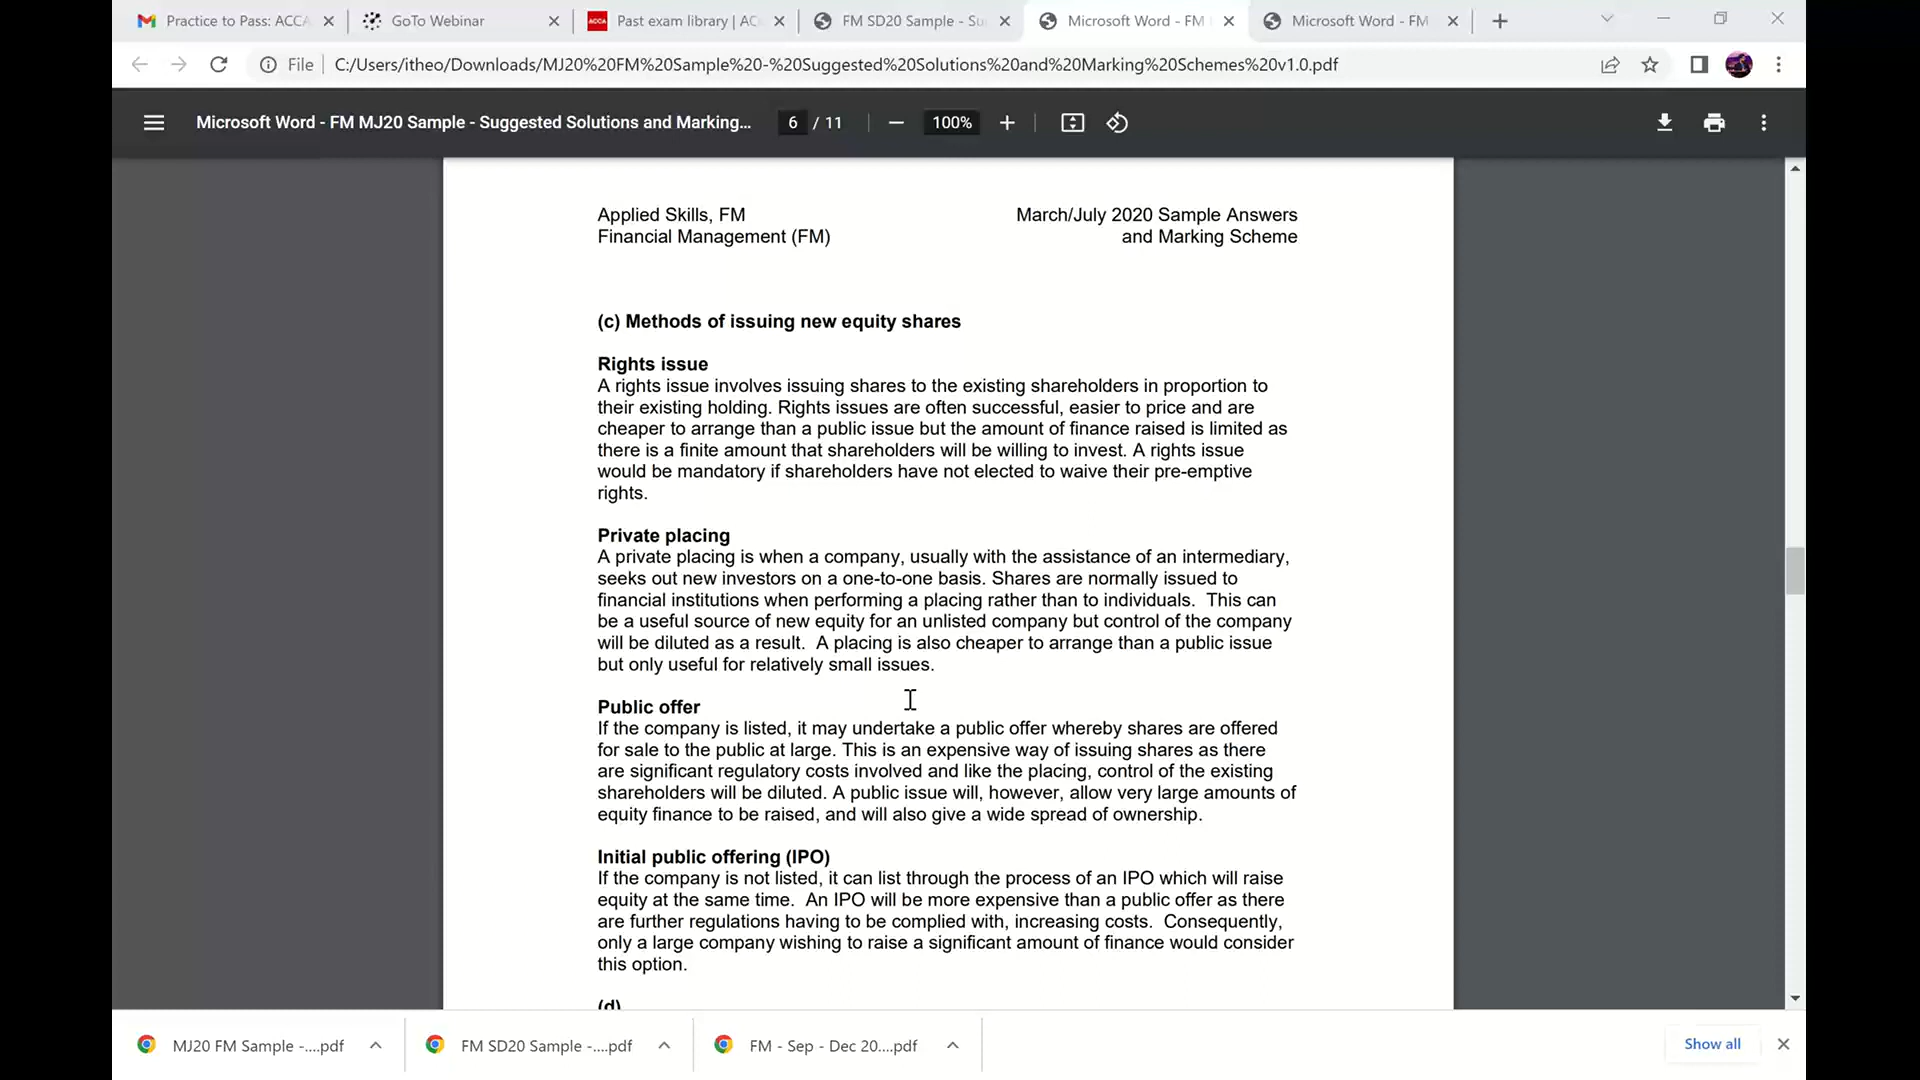 Practice to Pass: ACCA
GoTo Webinar
ACCA
Past exam library | AC
FM SD20 Sample - Su
Microsoft Word - FM
Microsoft Word - FM
File
C:/Users/itheo/Downloads/MJ20%20FM%20Sample%20-%20Suggested%20Solutions%20and%20Marking%20Schemes%20v1.0.pdf
Microsoft Word - FM MJ20 Sample - Suggested Solutions and Marking...
6 / 11
100%
Applied Skills, FM
Financial Management (FM)
March/July 2020 Sample Answers
and Marking Scheme
(c) Methods of issuing new equity shares
Rights issue
A rights issue involves issuing shares to the existing shareholders in proportion to
their existing holding. Rights issues are often successful, easier to price and are
cheaper to arrange than a public issue but the amount of finance raised is limited as
there is a finite amount that shareholders will be willing to invest. A rights issue
would be mandatory if shareholders have not elected to waive their pre-emptive
rights.
Private placing
A private placing is when a company, usually with the assistance of an intermediary,
seeks out new investors on a one-to-one basis. Shares are normally issued to
financial institutions when performing a placing rather than to individuals.  This can
be a useful source of new equity for an unlisted company but control of the company
will be diluted as a result.  A placing is also cheaper to arrange than a public issue
but only useful for relatively small issues.
Public offer
If the company is listed, it may undertake a public offer whereby shares are offered
for sale to the public at large. This is an expensive way of issuing shares as there
are significant regulatory costs involved and like the placing, control of the existing
shareholders will be diluted. A public issue will, however, allow very large amounts of
equity finance to be raised, and will also give a wide spread of ownership.
Initial public offering (IPO)
If the company is not listed, it can list through the process of an IPO which will raise
equity at the same time.  An IPO will be more expensive than a public offer as there
are further regulations having to be complied with, increasing costs.  Consequently,
only a large company wishing to raise a significant amount of finance would consider
this option.
(d)
MJ20 FM Sample -....pdf
FM SD20 Sample -....pdf
FM - Sep - Dec 20....pdf
Show all